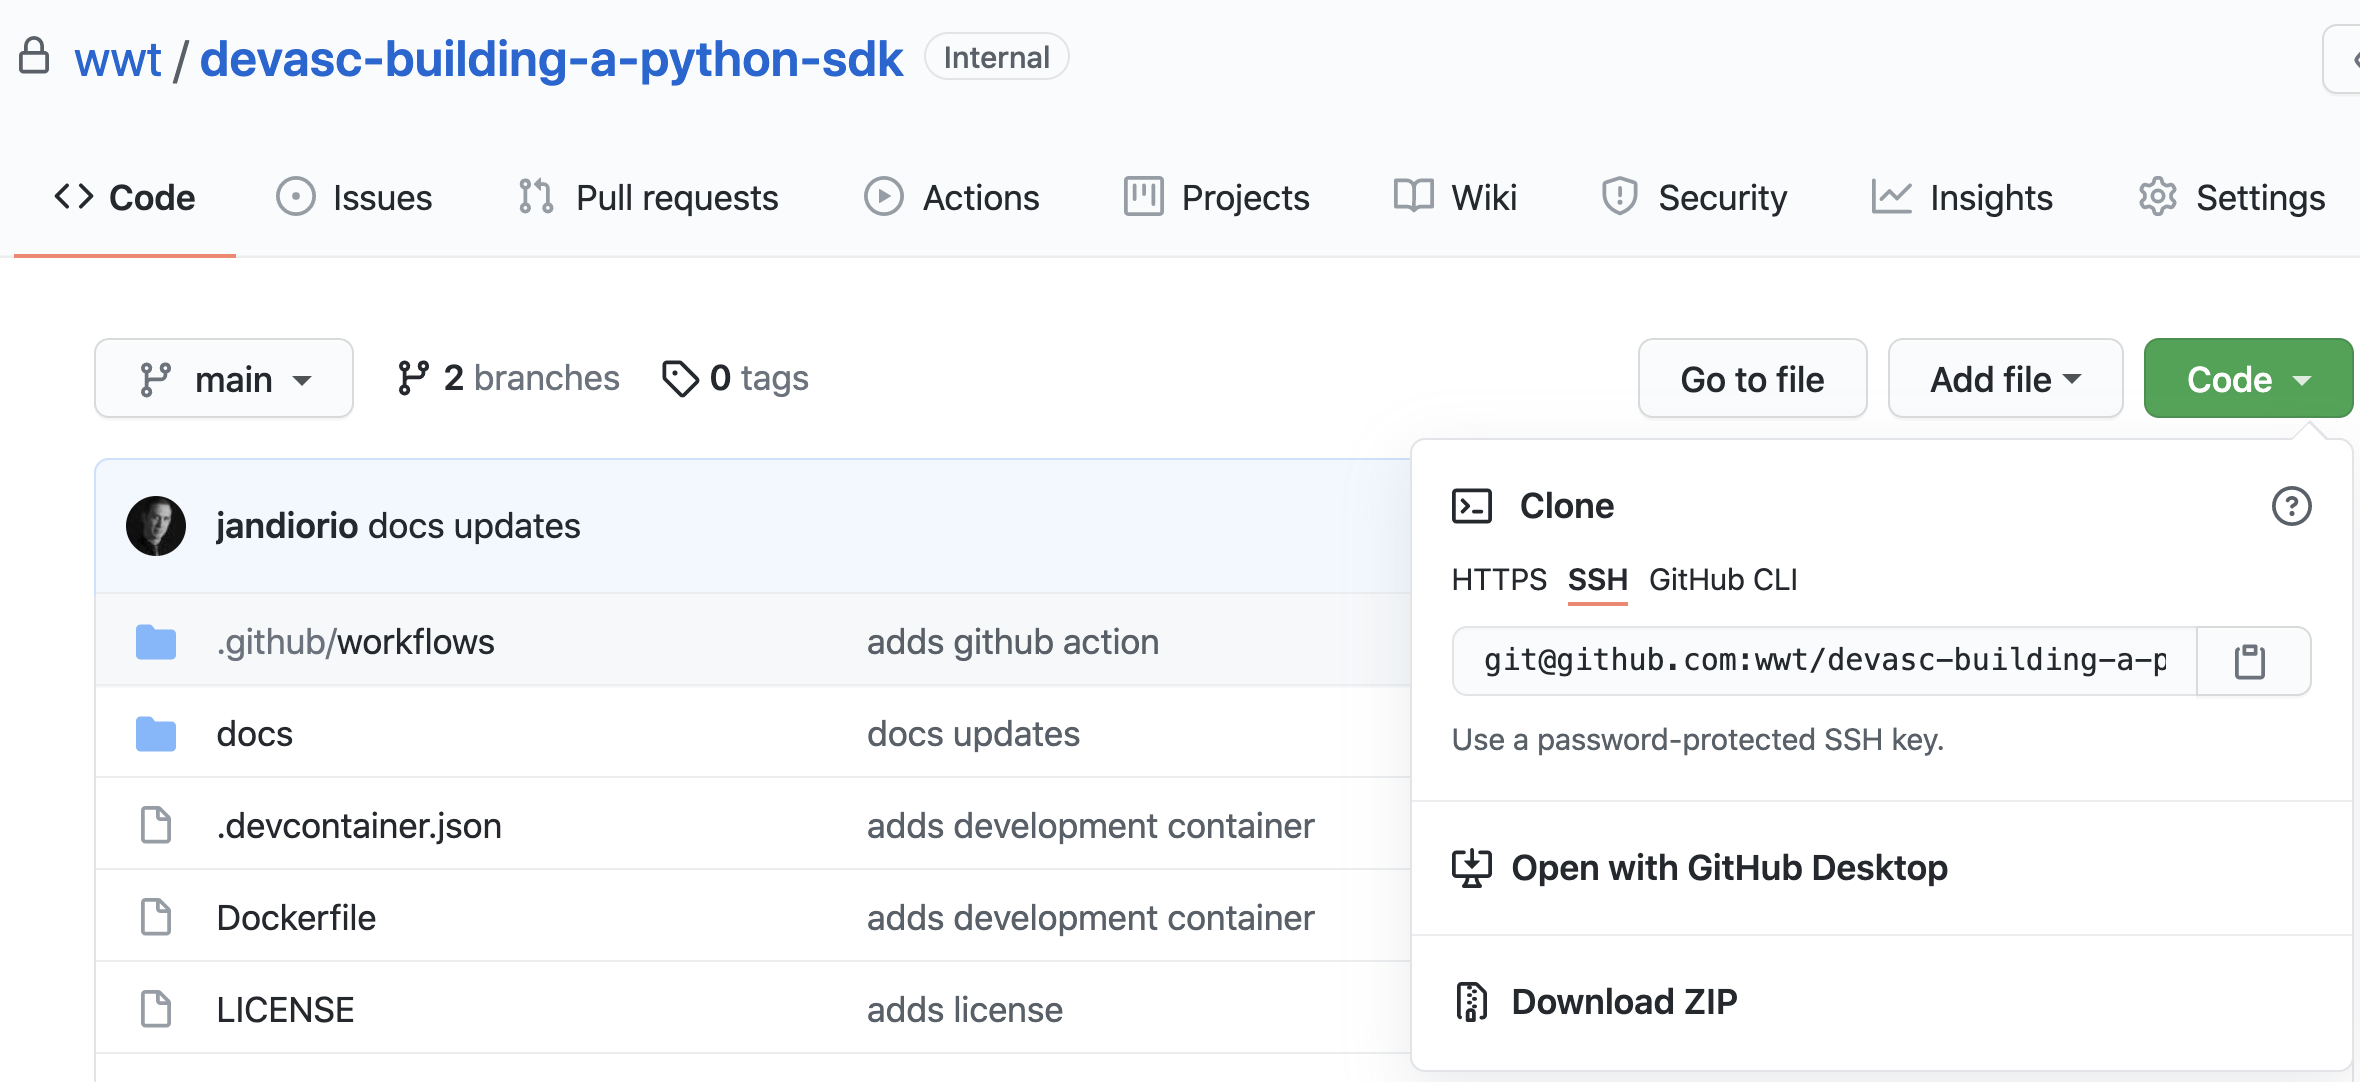 wwt / devasc-building-a-python-sdk Internal
Code Issues Pull requests Actions Projects Wiki Security Insights Settings
main 2 branches 0 tags Go to file Add file Code
jandiorio docs updates
.github/workflows adds github action
docs docs updates
.devcontainer.json adds development container
Dockerfile adds development container
LICENSE adds license
Clone
HTTPS SSH GitHub CLI
git@github.com:wwt/devasc-building-a-p
Use a password-protected SSH key.
Open with GitHub Desktop
Download ZIP